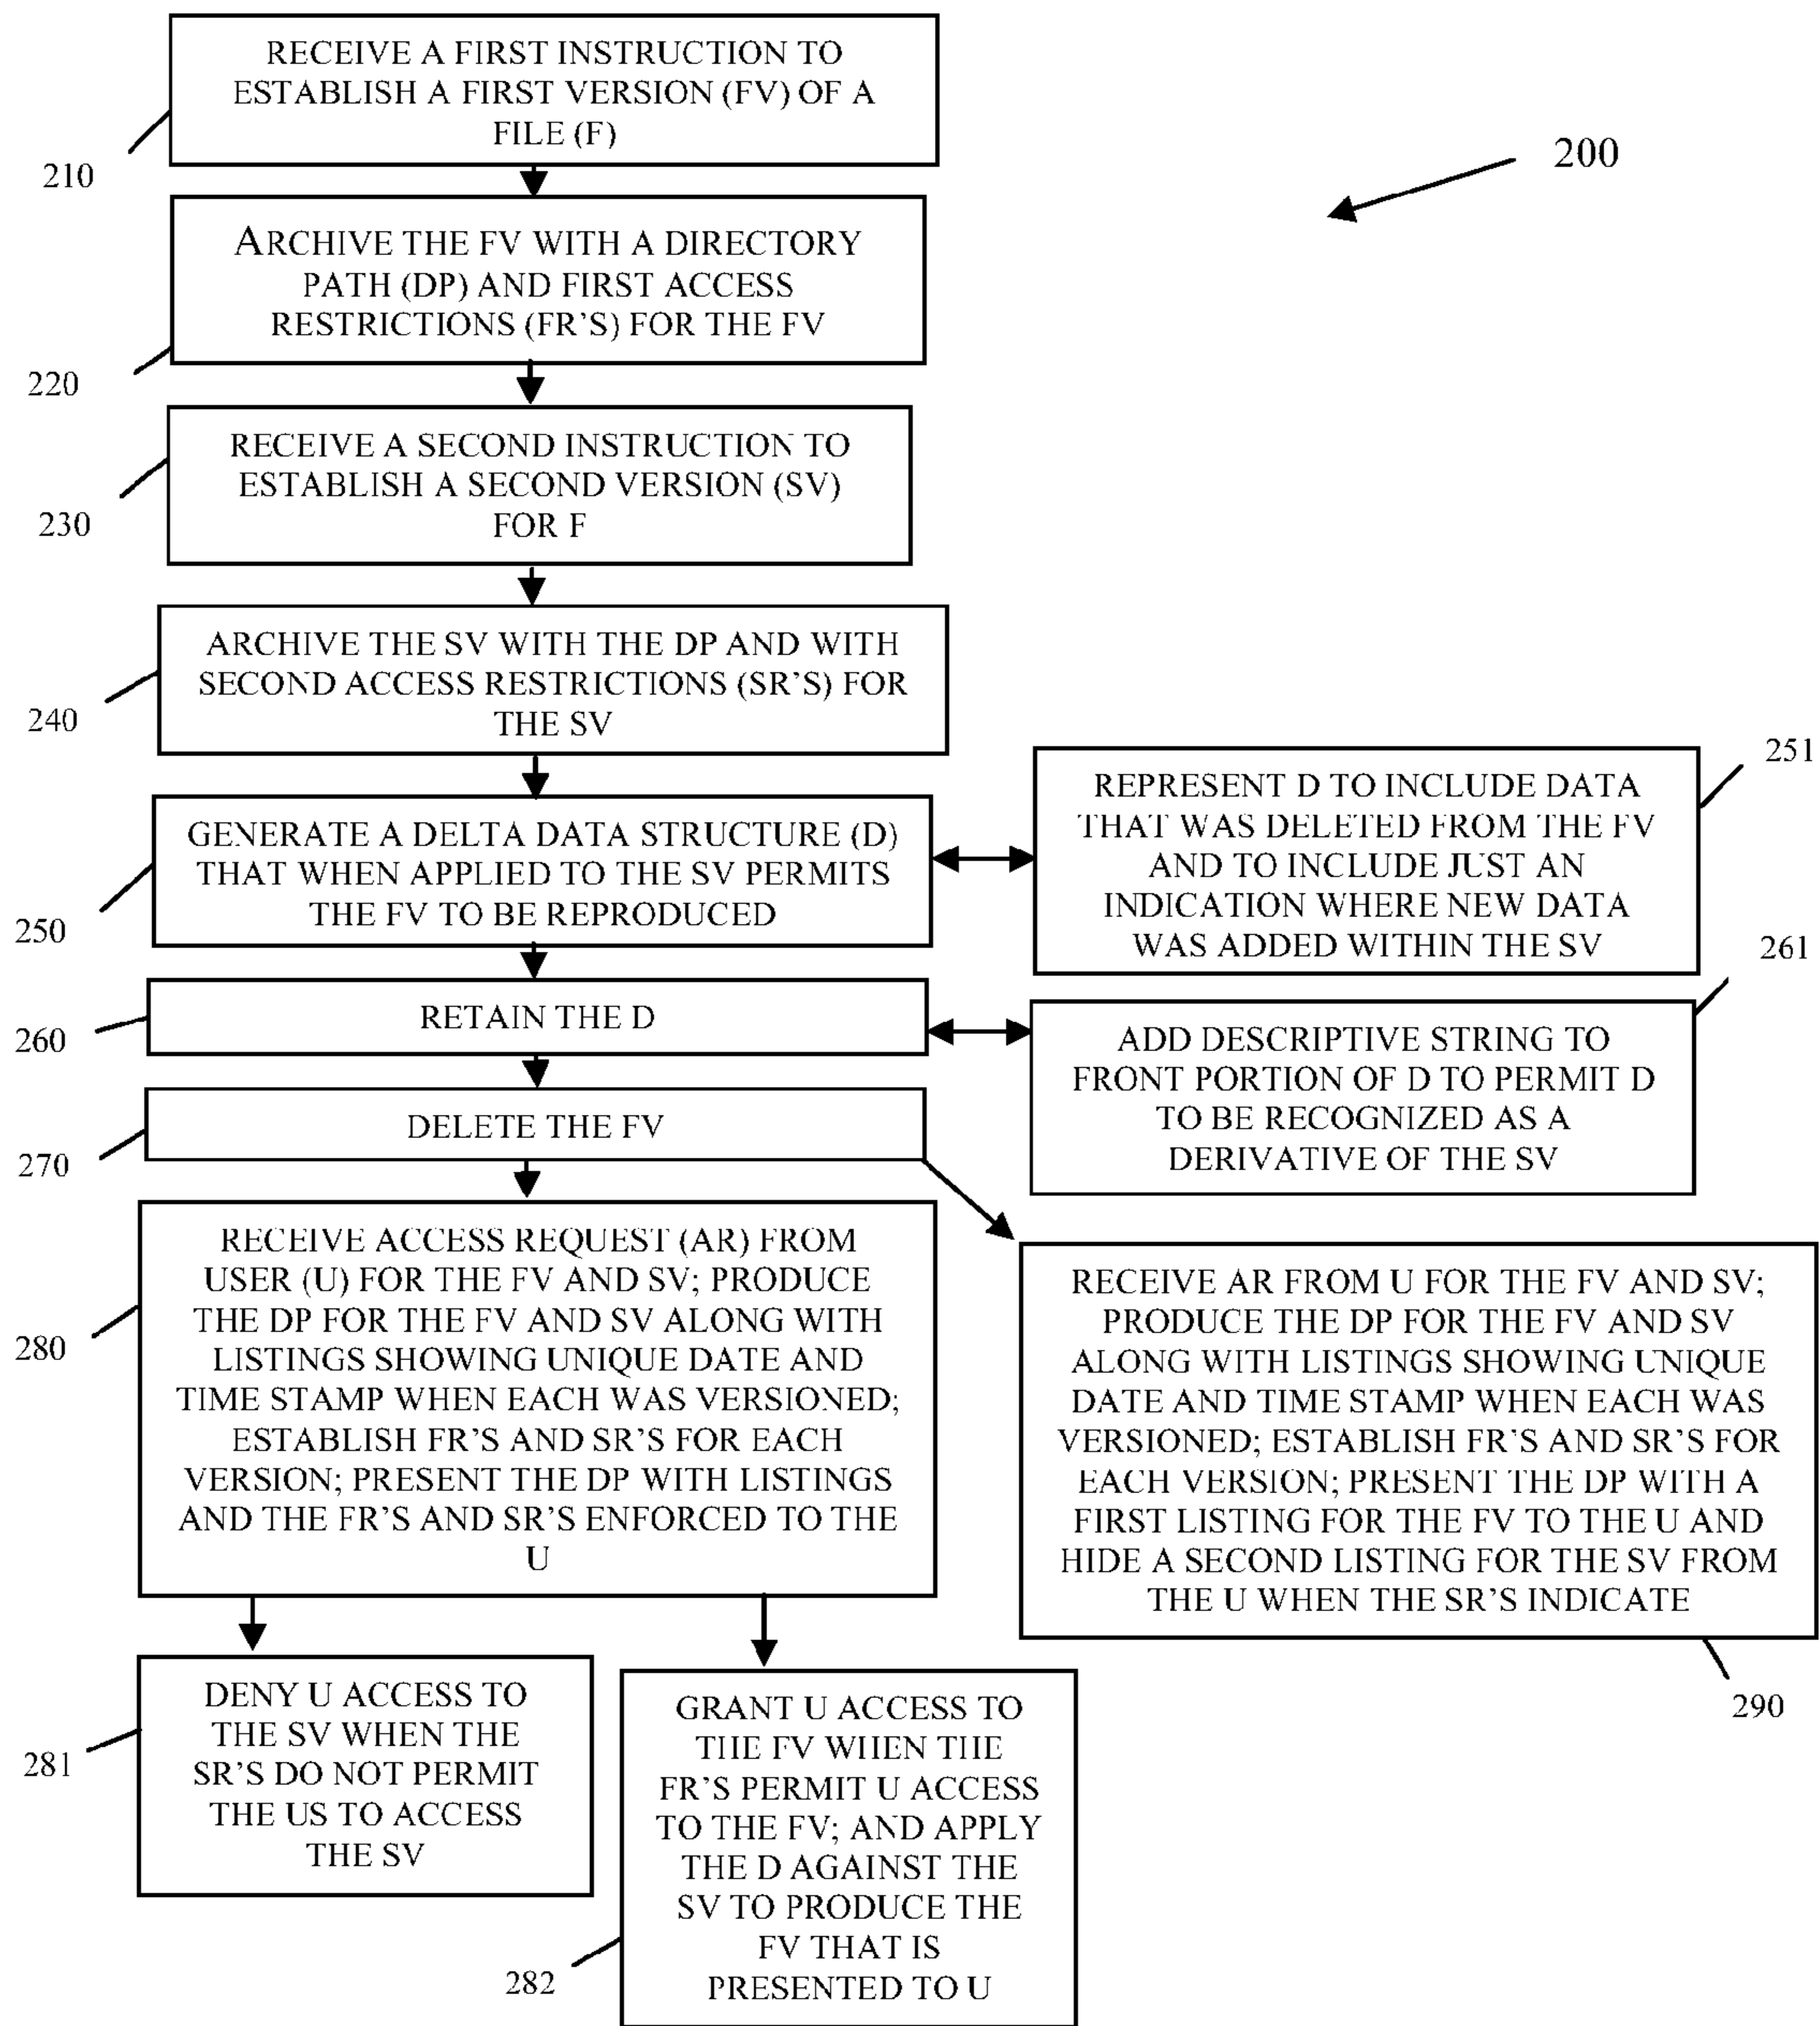 RECEIVE A FIRST INSTRUCTION TO
ESTABLISH A FIRST VERSION (FV) OF A
FILE (F)
210
200
ARCHIVE THE FV WITH A DIRECTORY
PATH (DP) AND FIRST ACCESS
RESTRICTIONS (FR'S) FOR THE FV
220
RECEIVE A SECOND INSTRUCTION TO
ESTABLISH A SECOND VERSION (SV)
FOR F
230
ARCHIVE THE SV WITH THE DP AND WITH
SECOND ACCESS RESTRICTIONS (SR'S) FOR
THE SV
240
GENERATE A DELTA DATA STRUCTURE (D)
THAT WHEN APPLIED TO THE SV PERMITS
THE FV TO BE REPRODUCED
250
REPRESENT D TO INCLUDE DATA
THAT WAS DELETED FROM THE FV
AND TO INCLUDE JUST AN
INDICATION WHERE NEW DATA
WAS ADDED WITHIN THE SV
251
RETAIN THE D
260
ADD DESCRIPTIVE STRING TO
FRONT PORTION OF D TO PERMIT D
TO BE RECOGNIZED AS A
DERIVATIVE OF THE SV
261
DELETE THE FV
270
RECEIVE ACCESS REQUEST (AR) FROM
USER (U) FOR THE FV AND SV; PRODUCE
THE DP FOR THE FV AND SV ALONG WITH
LISTINGS SHOWING UNIQUE DATE AND
TIME STAMP WHEN EACH WAS VERSIONED;
ESTABLISH FR'S AND SR'S FOR EACH
VERSION; PRESENT THE DP WITH LISTINGS
AND THE FR'S AND SR'S ENFORCED TO THE
U
280
RECEIVE AR FROM U FOR THE FV AND SV;
PRODUCE THE DP FOR THE FV AND SV
ALONG WITH LISTINGS SHOWING UNIQUE
DATE AND TIME STAMP WHEN EACH WAS
VERSIONED; ESTABLISH FR'S AND SR'S FOR
EACH VERSION; PRESENT THE DP WITH A
FIRST LISTING FOR THE FV TO THE U AND
HIDE A SECOND LISTING FOR THE SV FROM
THE U WHEN THE SR'S INDICATE
290
DENY U ACCESS TO
THE SV WHEN THE
SR'S DO NOT PERMIT
THE US TO ACCESS
THE SV
281
GRANT U ACCESS TO
THE FV WHEN THE
FR'S PERMIT U ACCESS
TO THE FV; AND APPLY
THE D AGAINST THE
SV TO PRODUCE THE
FV THAT IS
PRESENTED TO U
282